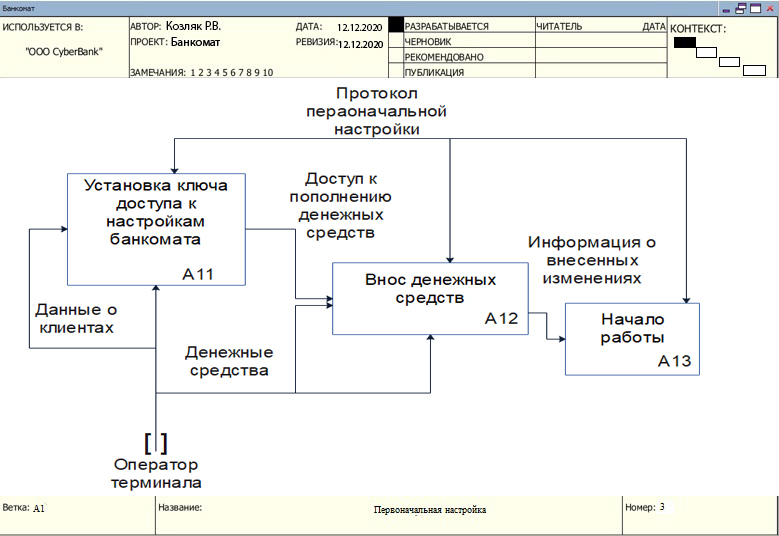 Банкомат
ИСПОЛЬЗУЕТСЯ В:
"ООО CyberBank"
АВТОР: Козляк Р.В.
ДАТА: 12.12.2020
ПРОЕКТ: Банкомат
РЕВИЗИЯ: 12.12.2020
ЗАМЕЧАНИЯ: 1 2 3 4 5 6 7 8 9 10
РАЗРАБАТЫВАЕТСЯ
ЧЕРНОВИК
РЕКОМЕНДОВАНО
ПУБЛИКАЦИЯ
ЧИТАТЕЛЬ
ДАТА
КОНТЕКСТ:
Протокол
пераоначальной
настройки
Установка ключа
доступа к
настройкам
банкомата
A11
Доступ к
пополнению
денежных
средств
Внос денежных
средств
A12
Информация о
внесенных
изменениях
Начало
работы
A13
Данные о
клиентах
Денежные
средства
[ ]
Оператор
терминала
Ветка: A1
Название:
Первоначальная настройка
Номер: 3